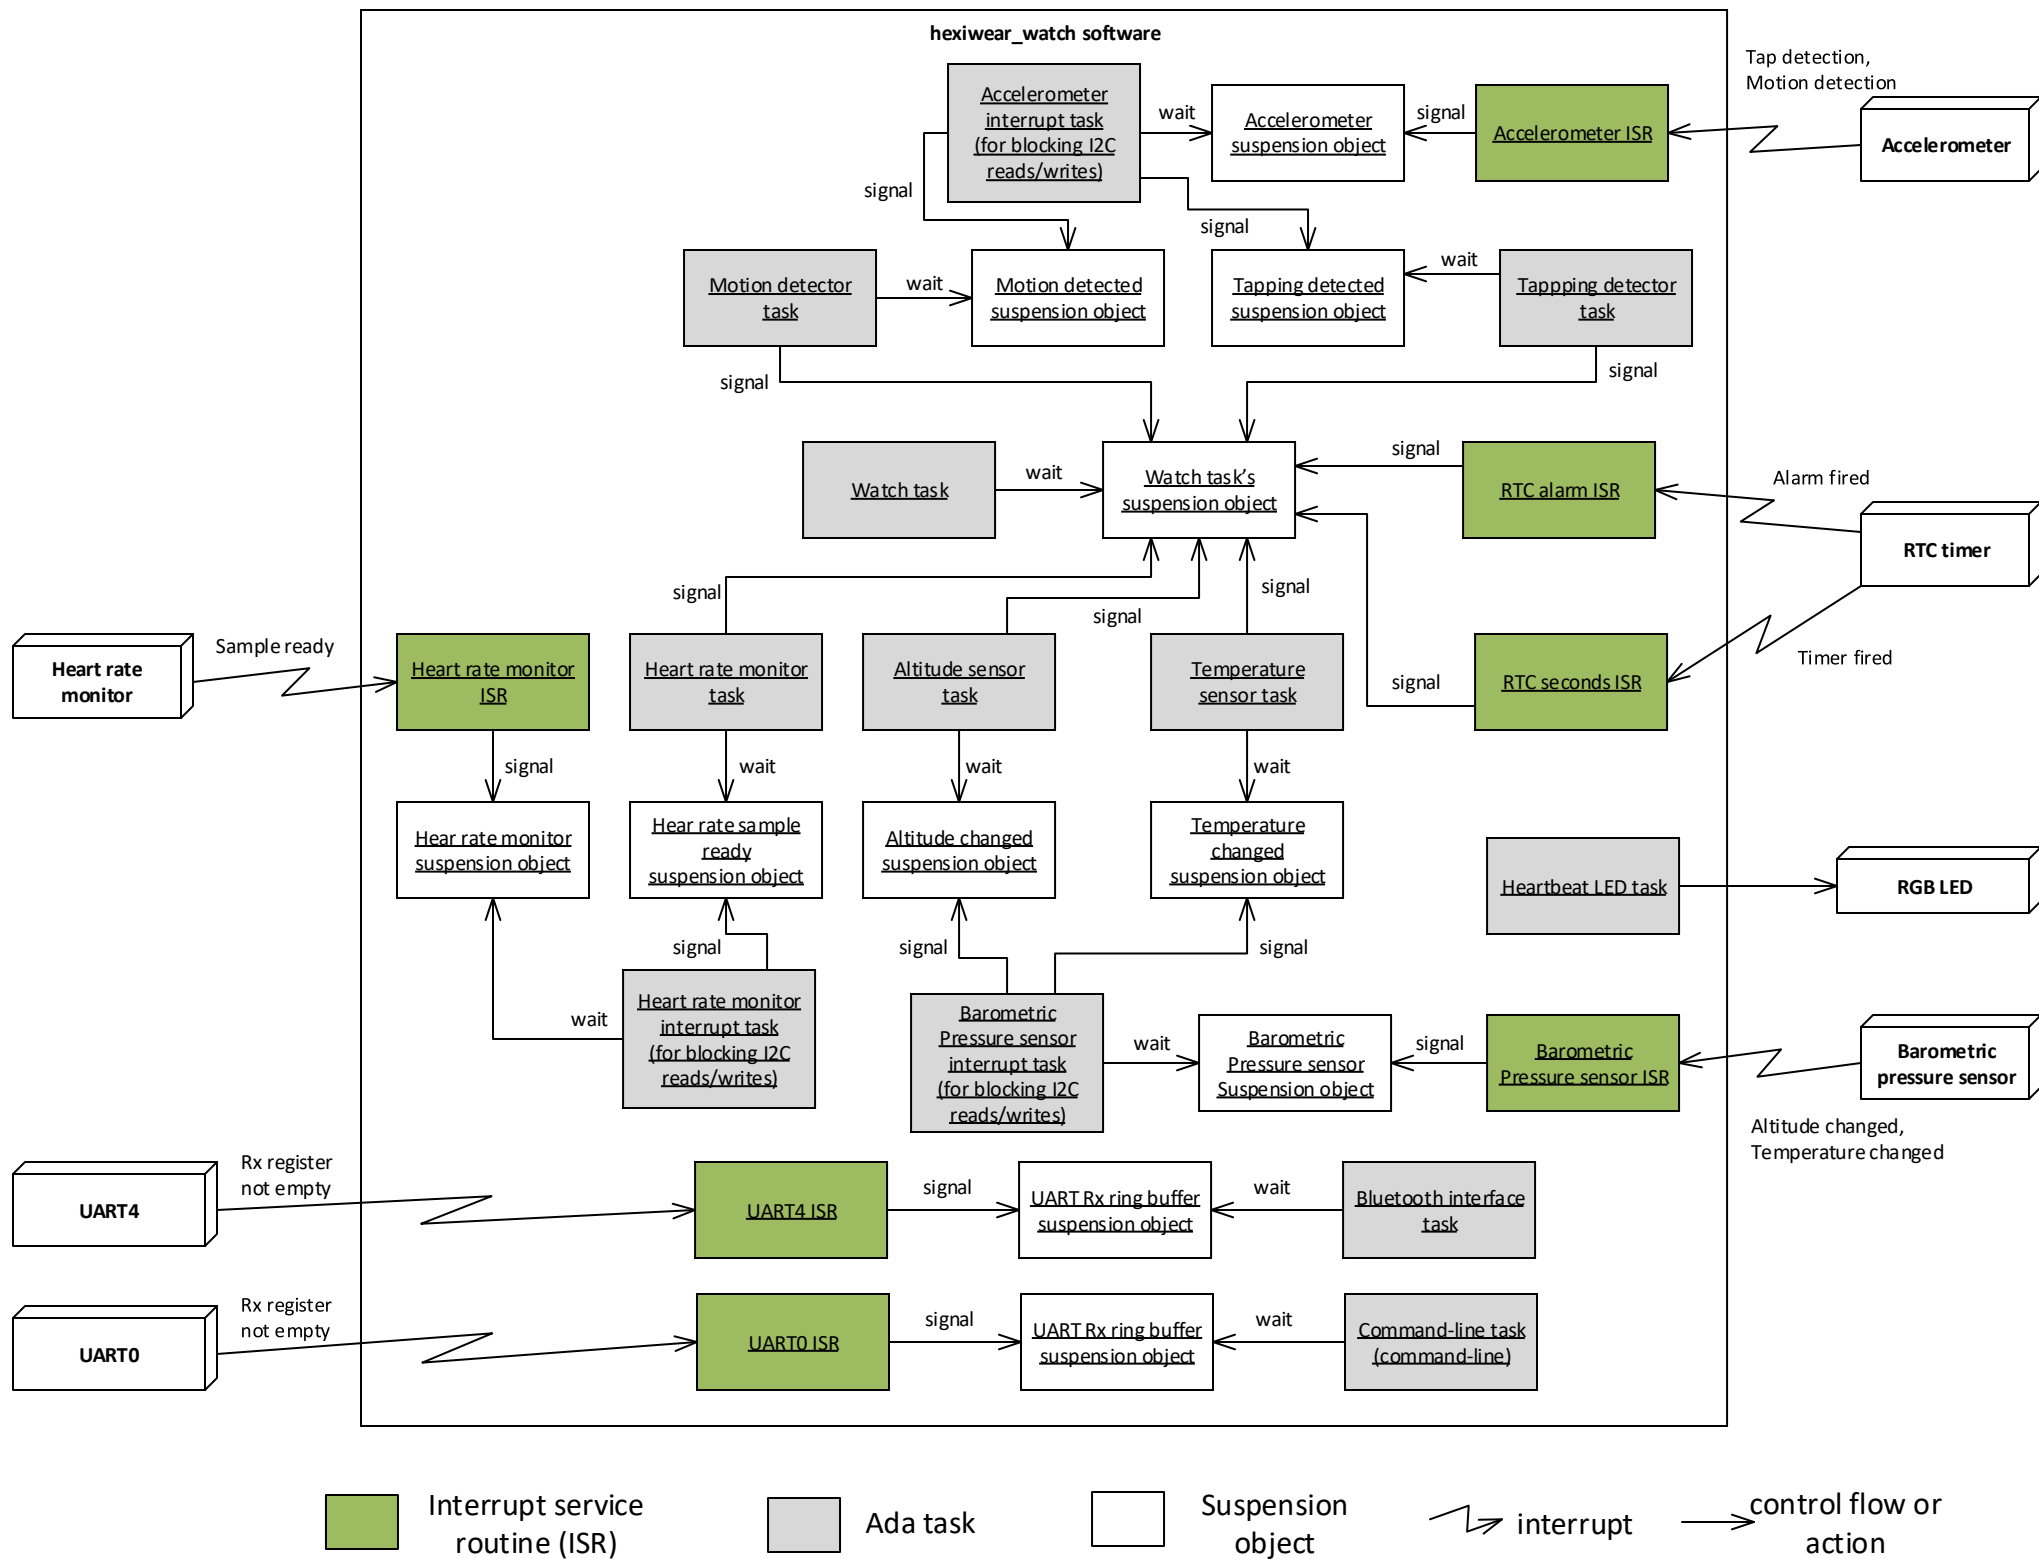 hexiwear_watch software
Tap detection,
Motion detection
Accelerometer
interrupt task
(for blocking I2C
reads/writes)
wait
Accelerometer
suspension object
signal
Accelerometer ISR
Accelerometer
signal
signal
Motion detector
task
wait
Motion detected
suspension object
Tapping detected
suspension object
wait
Tappping detector
task
signal
signal
Watch task
wait
Watch task's
suspension object
signal
RTC alarm ISR
Alarm fired
RTC timer
signal
signal
signal
Heart rate
monitor
Sample ready
Heart rate monitor
ISR
Heart rate monitor
task
Altitude sensor
task
Temperature
sensor task
signal
RTC seconds ISR
Timer fired
signal
wait
wait
wait
Hear rate monitor
suspension object
Hear rate sample
ready
suspension object
Altitude changed
suspension object
Temperature
changed
suspension object
Heartbeat LED task
RGB LED
signal
signal
signal
wait
Heart rate monitor
interrupt task
(for blocking I2C
reads/writes)
Barometric
Pressure sensor
interrupt task
(for blocking I2C
reads/writes)
wait
Barometric
Pressure sensor
Suspension object
signal
Barometric
Pressure sensor ISR
Barometric
pressure sensor
Altitude changed,
Temperature changed
UART4
Rx register
not empty
UART4 ISR
signal
UART Rx ring buffer
suspension object
wait
Bluetooth interface
task
UART0
Rx register
not empty
UART0 ISR
signal
UART Rx ring buffer
suspension object
wait
Command-line task
(command-line)
Interrupt service
routine (ISR)
Ada task
Suspension
object
interrupt
control flow or
action